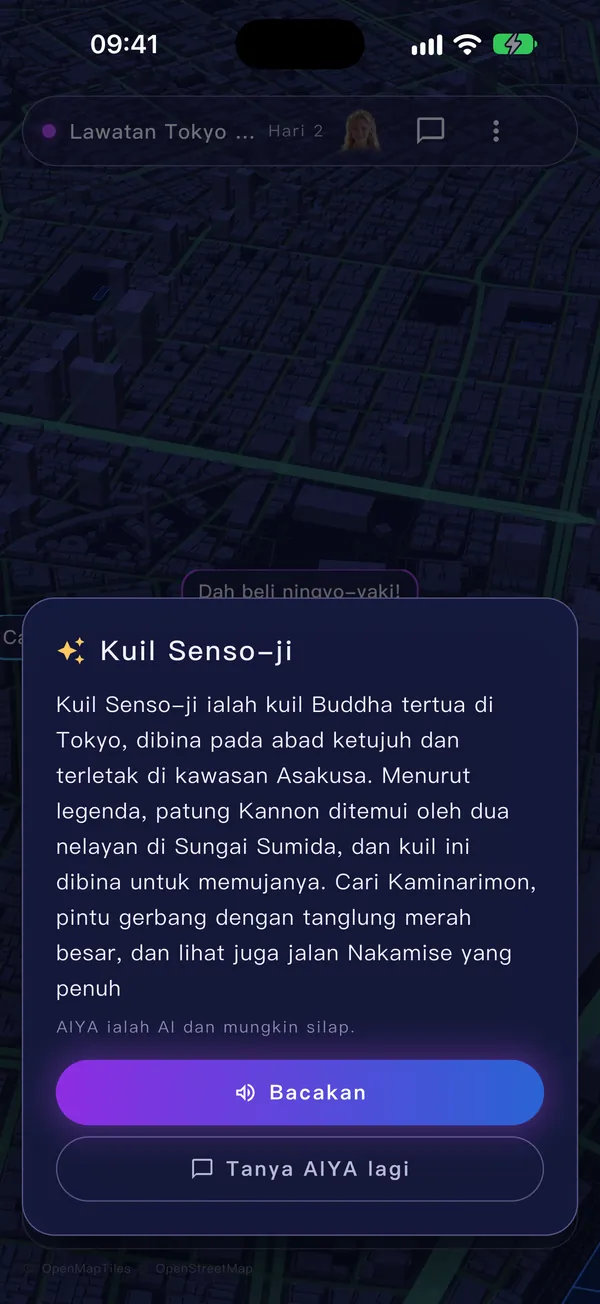 09:41
Lawatan Tokyo ... Hari 2
Dah beli ningyo-yaki!
Ca
Kuil Senso-ji
Kuil Senso-ji ialah kuil Buddha tertua di
Tokyo, dibina pada abad ketujuh dan
terletak di kawasan Asakusa. Menurut
legenda, patung Kannon ditemui oleh dua
nelayan di Sungai Sumida, dan kuil ini
dibina untuk memujanya. Cari Kaminarimon,
pintu gerbang dengan tanglung merah
besar, dan lihat juga jalan Nakamise yang
penuh
AIYA ialah AI dan mungkin silap.
Bacakan
Tanya AIYA lagi
OpenMapTiles OpenStreetMap